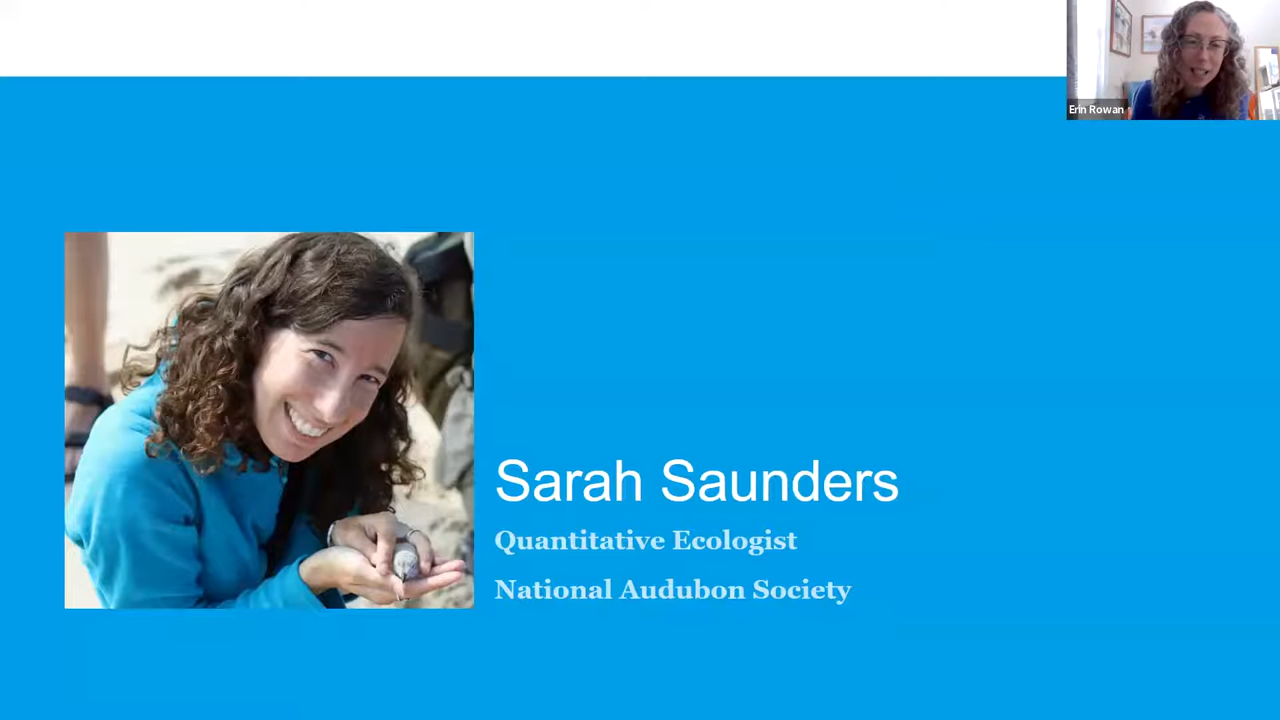 Erin Rowan
Sarah Saunders
Quantitative Ecologist
National Audubon Society